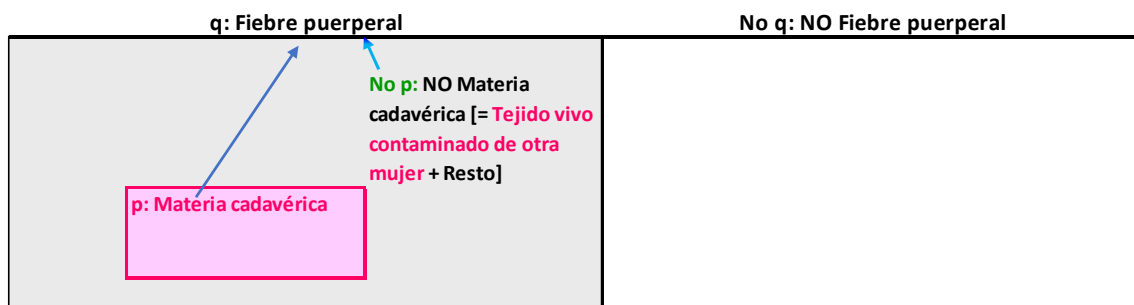 q: Fiebre puerperal
No q: NO Fiebre puerperal
No p: NO Materia
cadavérica [= Tejido vivo
contaminado de otra
mujer + Resto]
p: Materia cadavérica